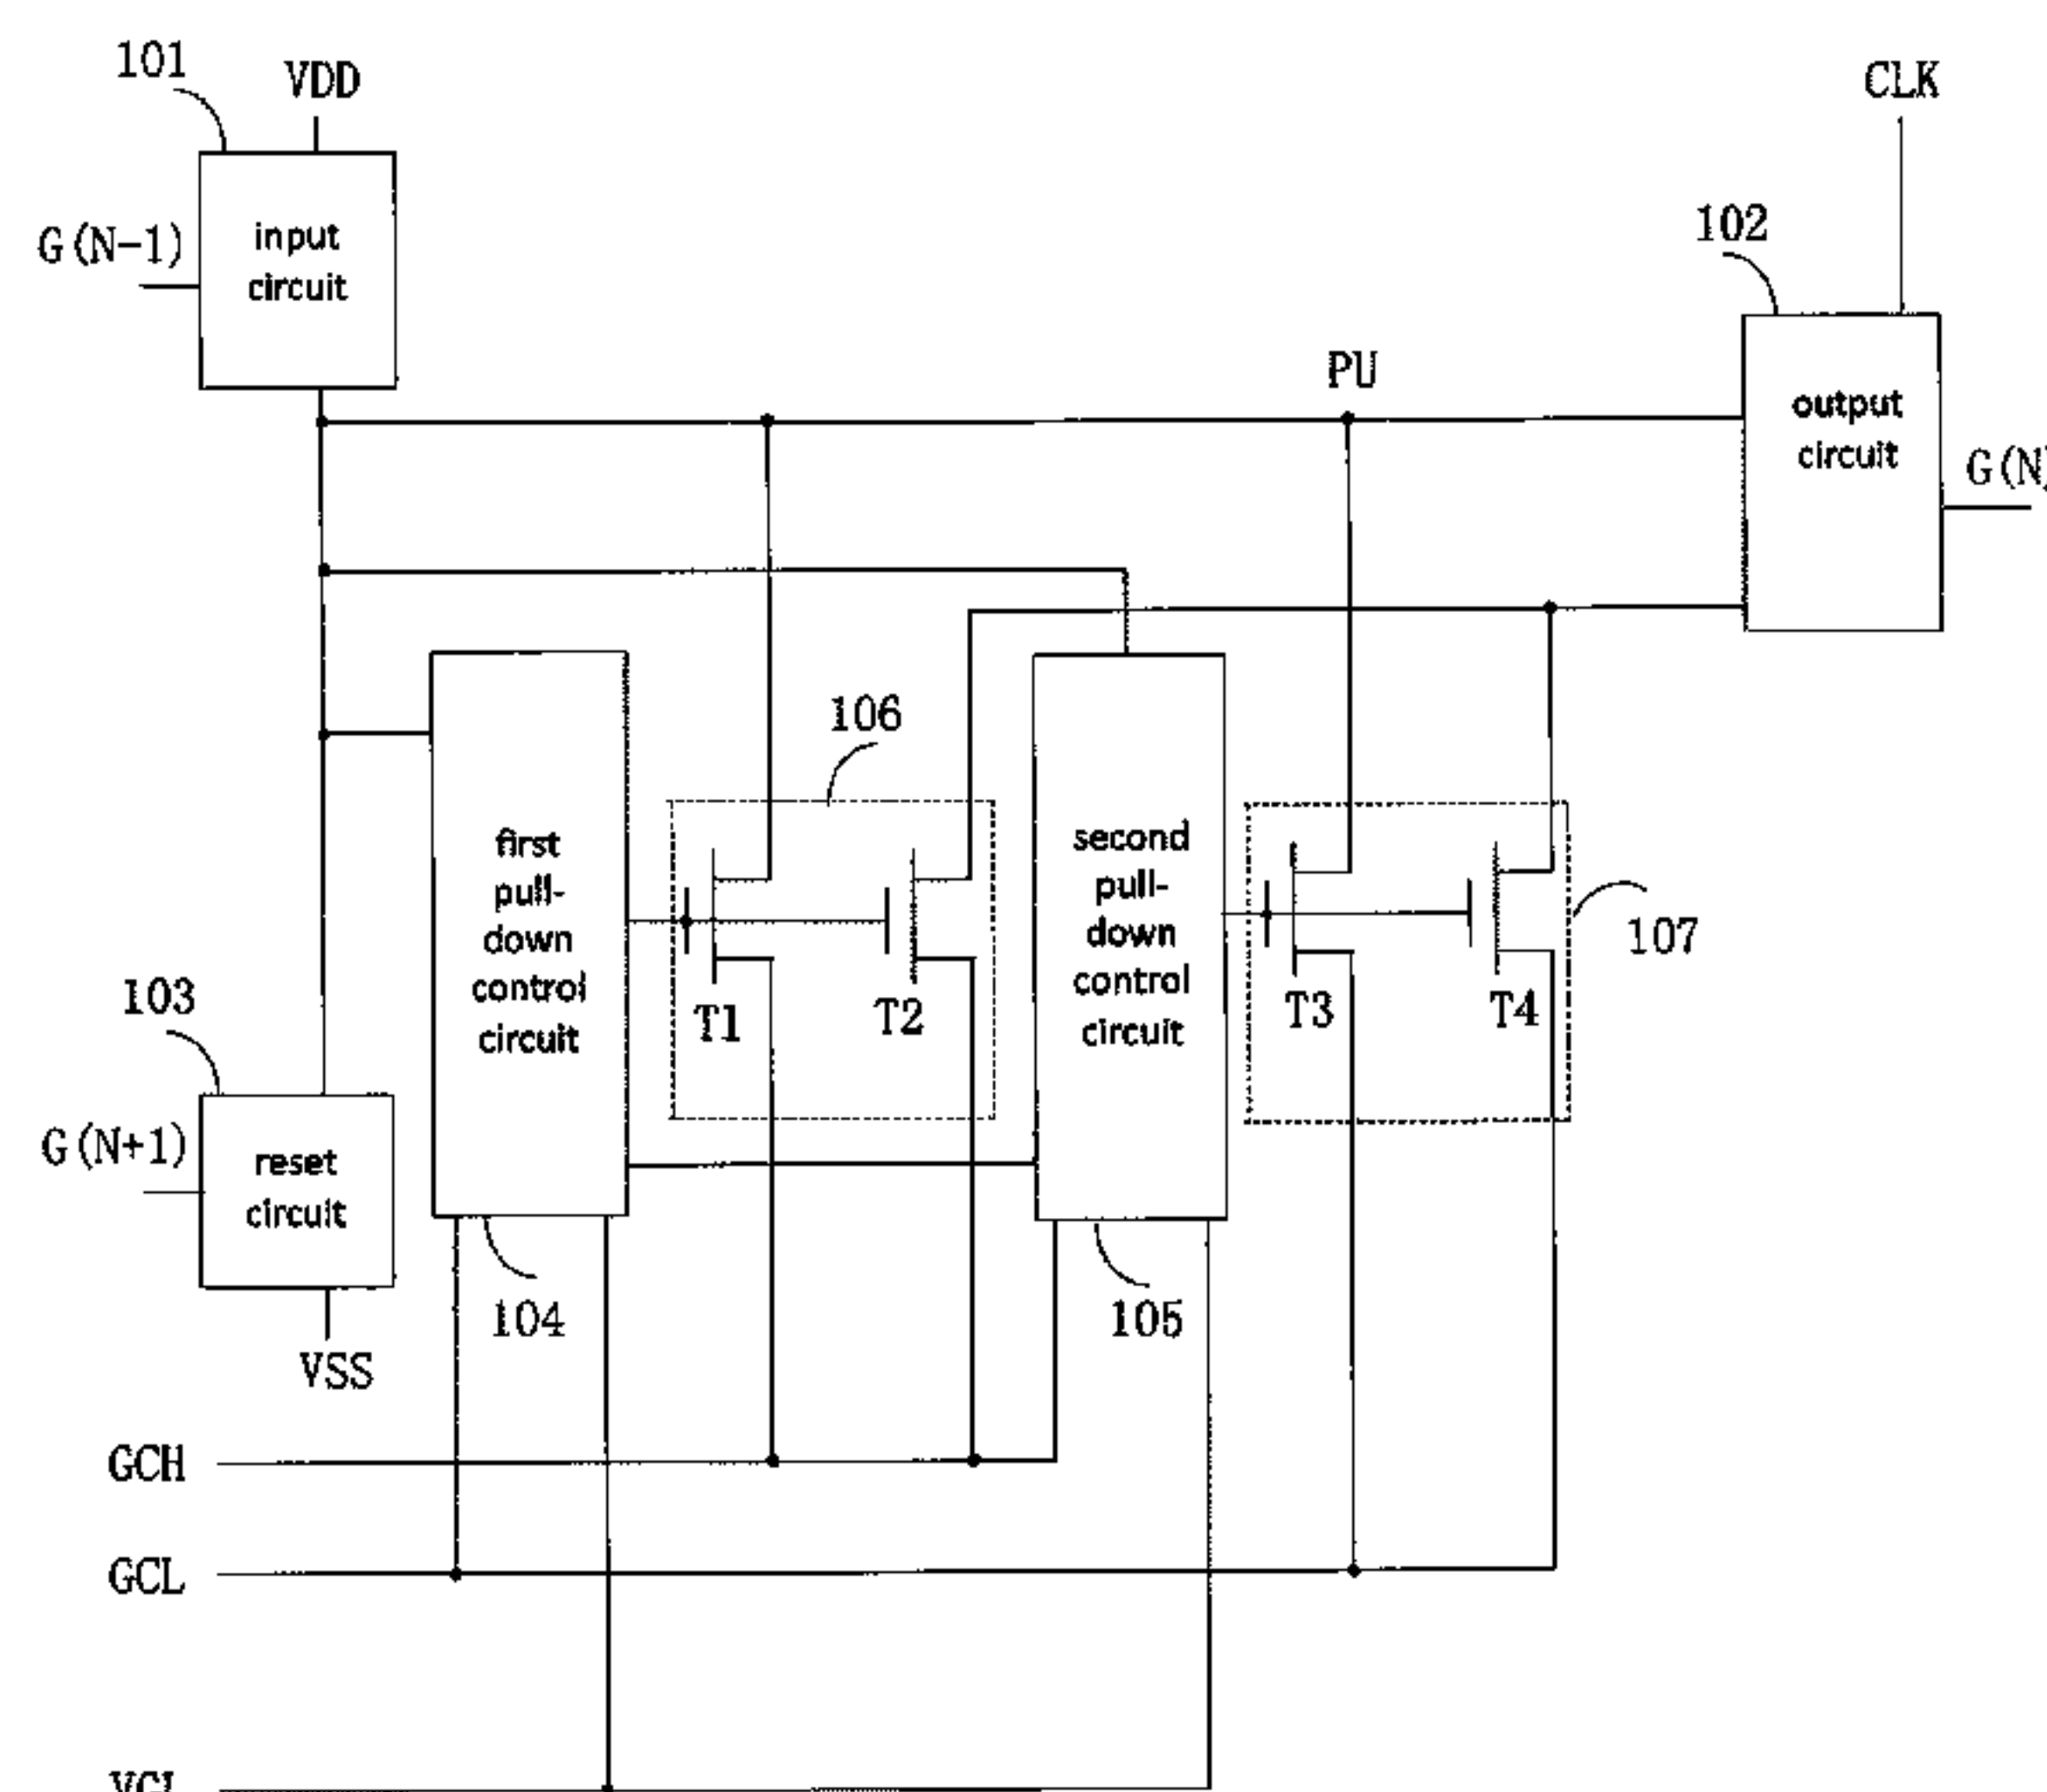 101
VDD
CLK
G(N-1)
input
circuit
102
PU
output
circuit
G(N)
106
first
pull-
down
control
circuit
second
pull-
down
control
circuit
107
103
T1
T2
T3
T4
G(N+1)
reset
circuit
104
105
VSS
GCH
GCL
VGL